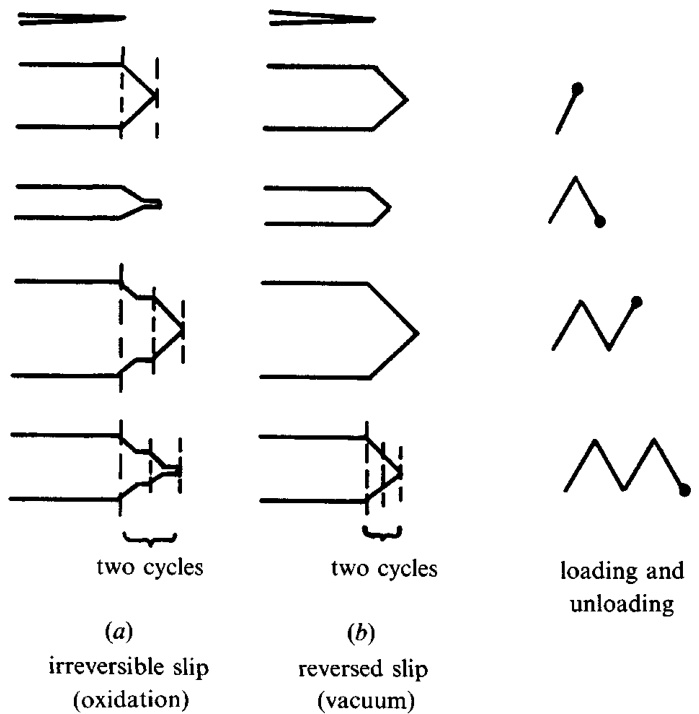 two cycles
two cycles
loading and
unloading
(a)
irreversible slip
(oxidation)
(b)
reversed slip
(vacuum)